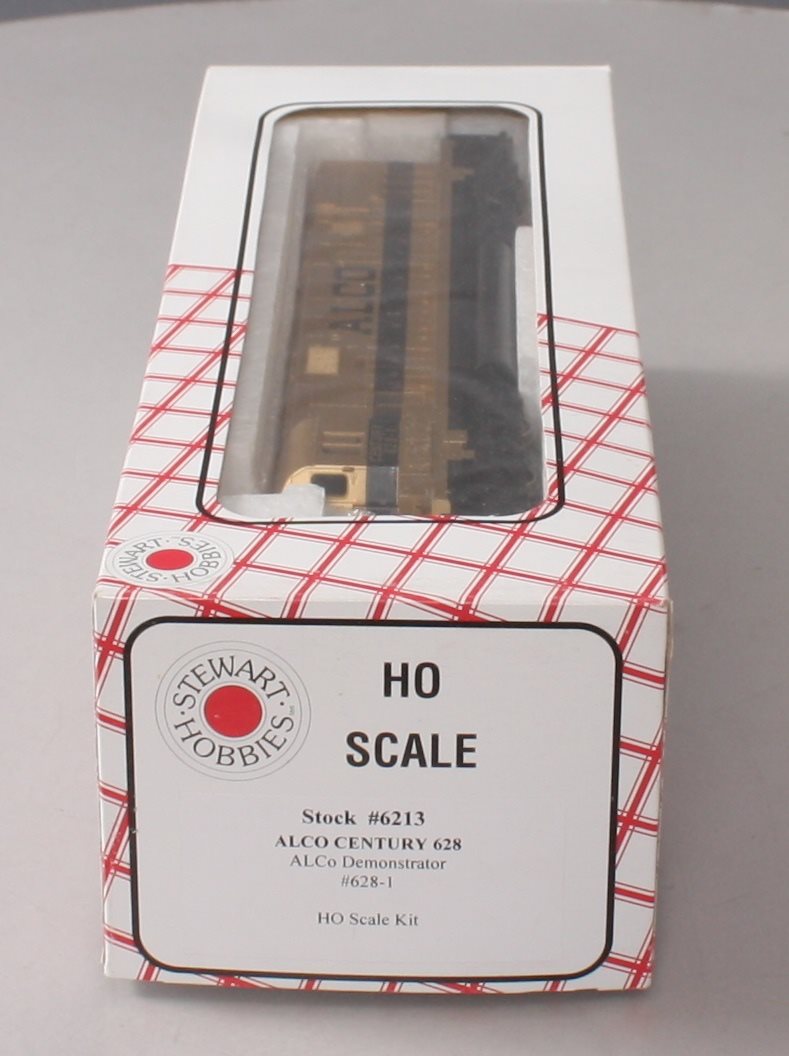 ALCO
STEWART HOBBIES
STEWART HOBBIES
HO
SCALE
Stock #6213
ALCO CENTURY 628
ALCo Demonstrator
#628-1
HO Scale Kit